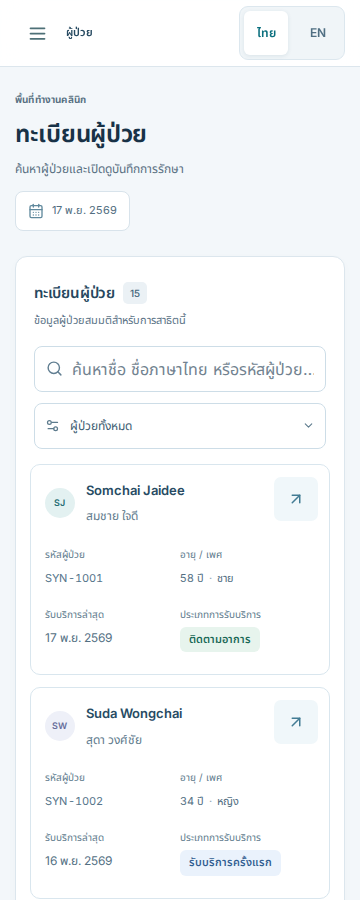 ผู้ป่วย
ไทย
EN
พื้นที่ทำงานคลินิก
ทะเบียนผู้ป่วย
ค้นหาผู้ป่วยและเปิดดูบันทึกการรักษา
17 พ.ย. 2569
ทะเบียนผู้ป่วย 15
ข้อมูลผู้ป่วยสมมติสำหรับการสาธิตนี้
ค้นหาชื่อ ชื่อภาษาไทย หรือรหัสผู้ป่วย...
ผู้ป่วยทั้งหมด
SJ
Somchai Jaidee
สมชาย ใจดี
รหัสผู้ป่วย
อายุ / เพศ
SYN-1001
58 ปี · ชาย
รับบริการล่าสุด
ประเภทการรับบริการ
17 พ.ย. 2569
ติดตามอาการ
SW
Suda Wongchai
สุดา วงศ์ชัย
รหัสผู้ป่วย
อายุ / เพศ
SYN-1002
34 ปี · หญิง
รับบริการล่าสุด
ประเภทการรับบริการ
16 พ.ย. 2569
รับบริการครั้งแรก